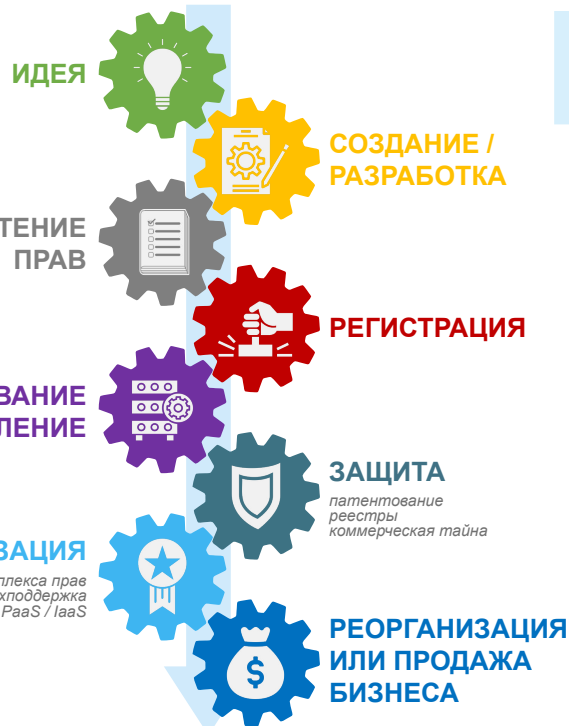 ИДЕЯ
СОЗДАНИЕ /
РАЗРАБОТКА
ТЕНИЕ
ПРАВ
РЕГИСТРАЦИЯ
ВАНИЕ
ЛЕНИЕ
ЗАЩИТА
патентование
реестры
коммерческая тайна
ЗАЦИЯ
плекса прав
хподдержка
PaaS / IaaS
РЕОРГАНИЗАЦИЯ
ИЛИ ПРОДАЖА
БИЗНЕСА
$